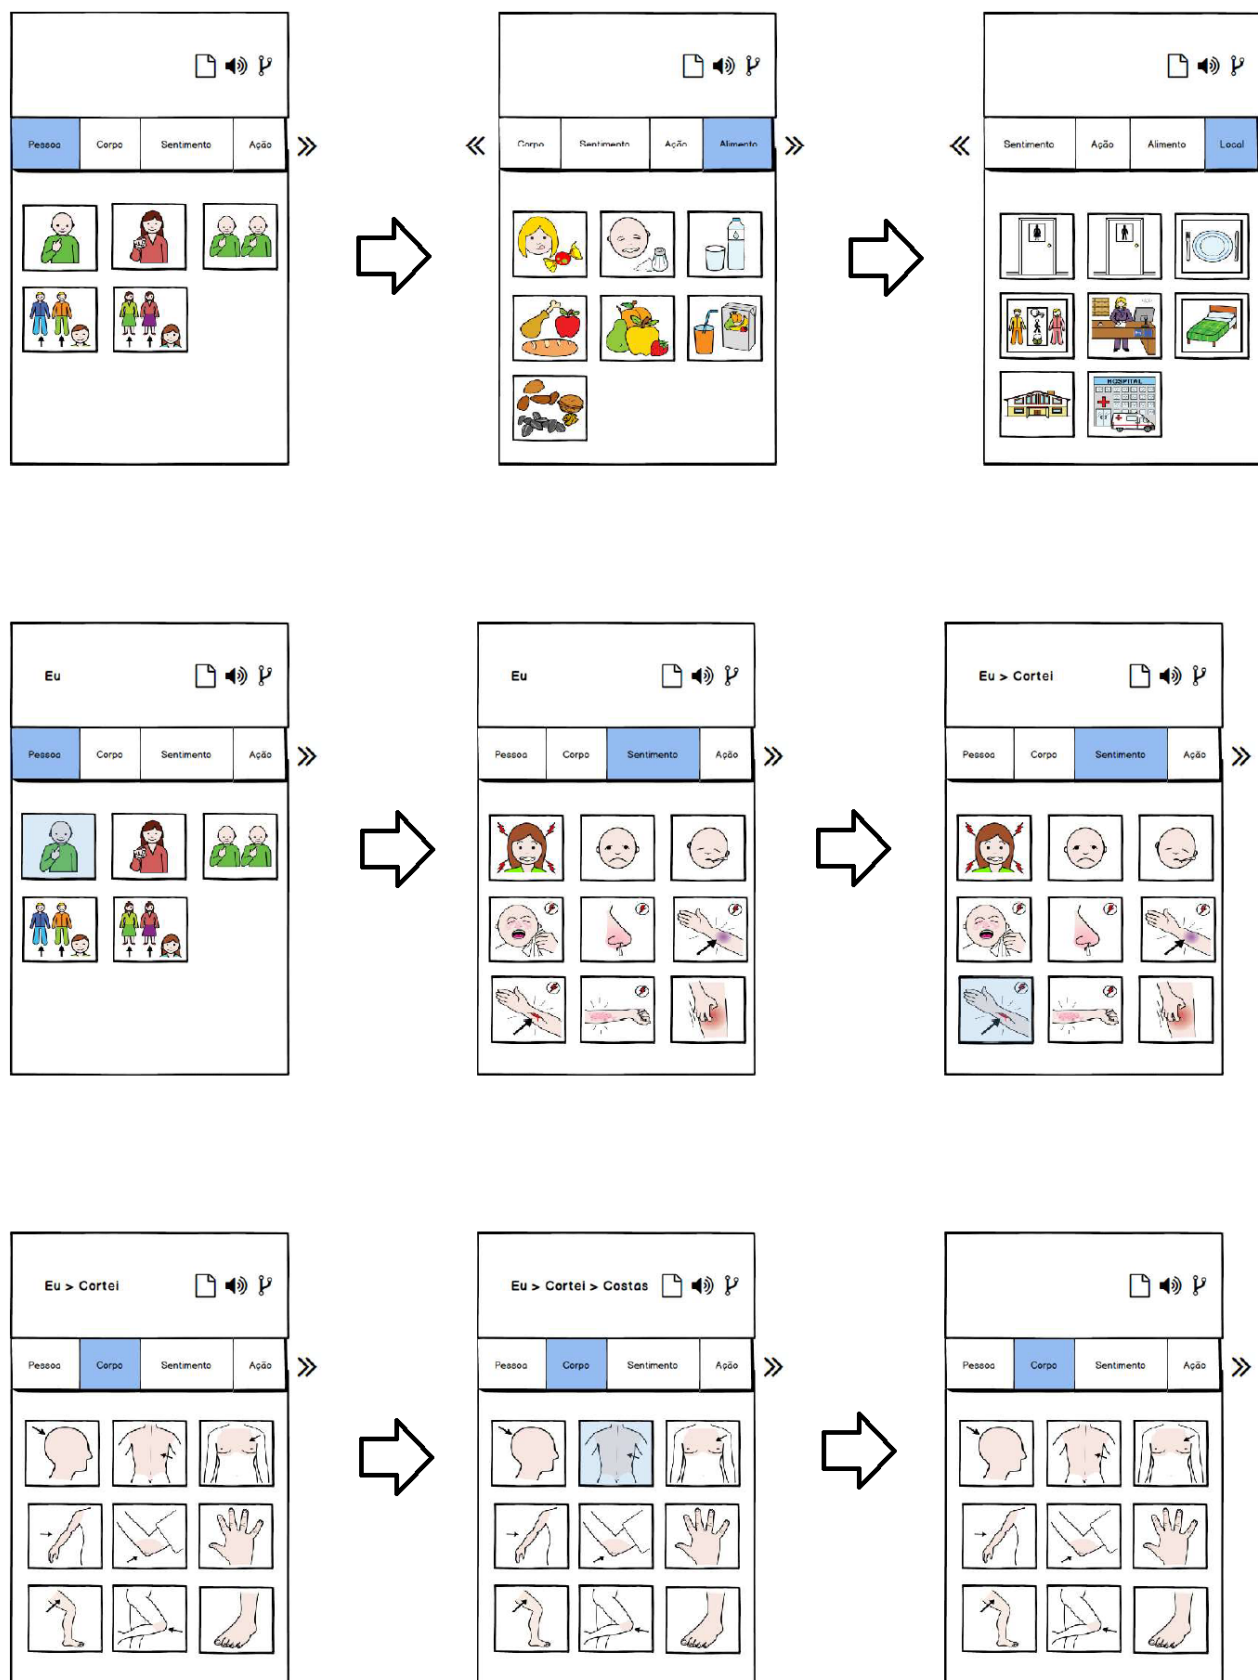 Pessoa Corpo Sentimento Ação »
« Corpo Sentimento Ação Alimento »
« Sentimento Ação Alimento Local
HOSPITAL
Eu
Pessoa Corpo Sentimento Ação »
Eu
Pessoa Corpo Sentimento Ação »
Eu > Cortei
Pessoa Corpo Sentimento Ação »
Eu > Cortei
Pessoa Corpo Sentimento Ação »
Eu > Cortei > Costas
Pessoa Corpo Sentimento Ação »
Pessoa Corpo Sentimento Ação »